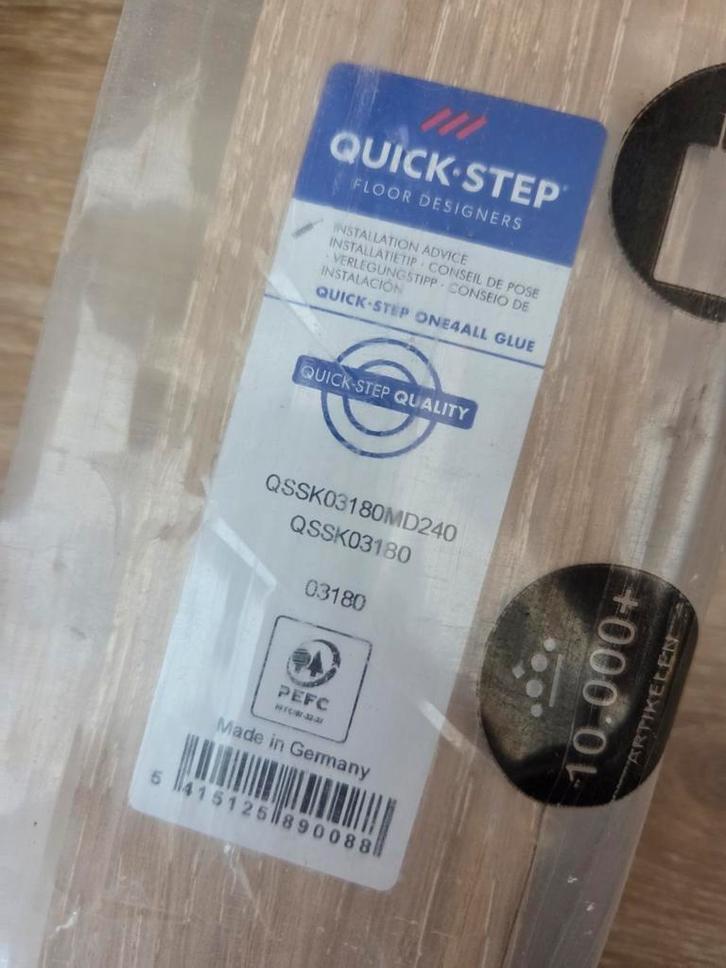 QUICK·STEP
FLOOR DESIGNERS
INSTALLATION ADVICE
INSTALLATIETIP · CONSEIL DE POSE
· VERLEGUNGSTIPP · CONSEJO DE
INSTALACIÓN
QUICK·STEP ONE4ALL GLUE
QUICK-STEP QUALITY
QSSK03180MD240
QSSK03180
03180
PEFC
Made in Germany
5 415125 890088
10.000+
ARTIKELEN